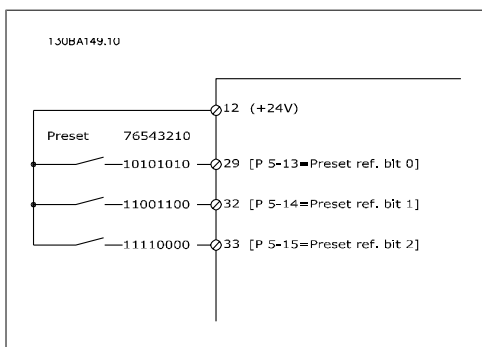 130BA149.10
12 (+24V)
Preset 76543210
10101010 29 [P 5-13=Preset ref. bit 0]
11001100 32 [P 5-14=Preset ref. bit 1]
11110000 33 [P 5-15=Preset ref. bit 2]